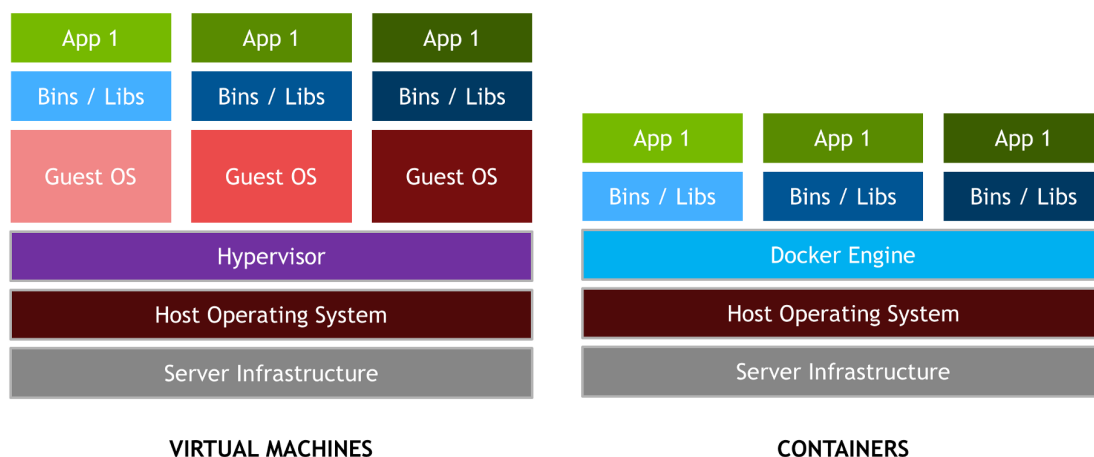 App 1
App 1
App 1
Bins / Libs
Bins / Libs
Bins / Libs
Guest OS
Guest OS
Guest OS
Hypervisor
Host Operating System
Server Infrastructure
VIRTUAL MACHINES
App 1
App 1
App 1
Bins / Libs
Bins / Libs
Bins / Libs
Docker Engine
Host Operating System
Server Infrastructure
CONTAINERS